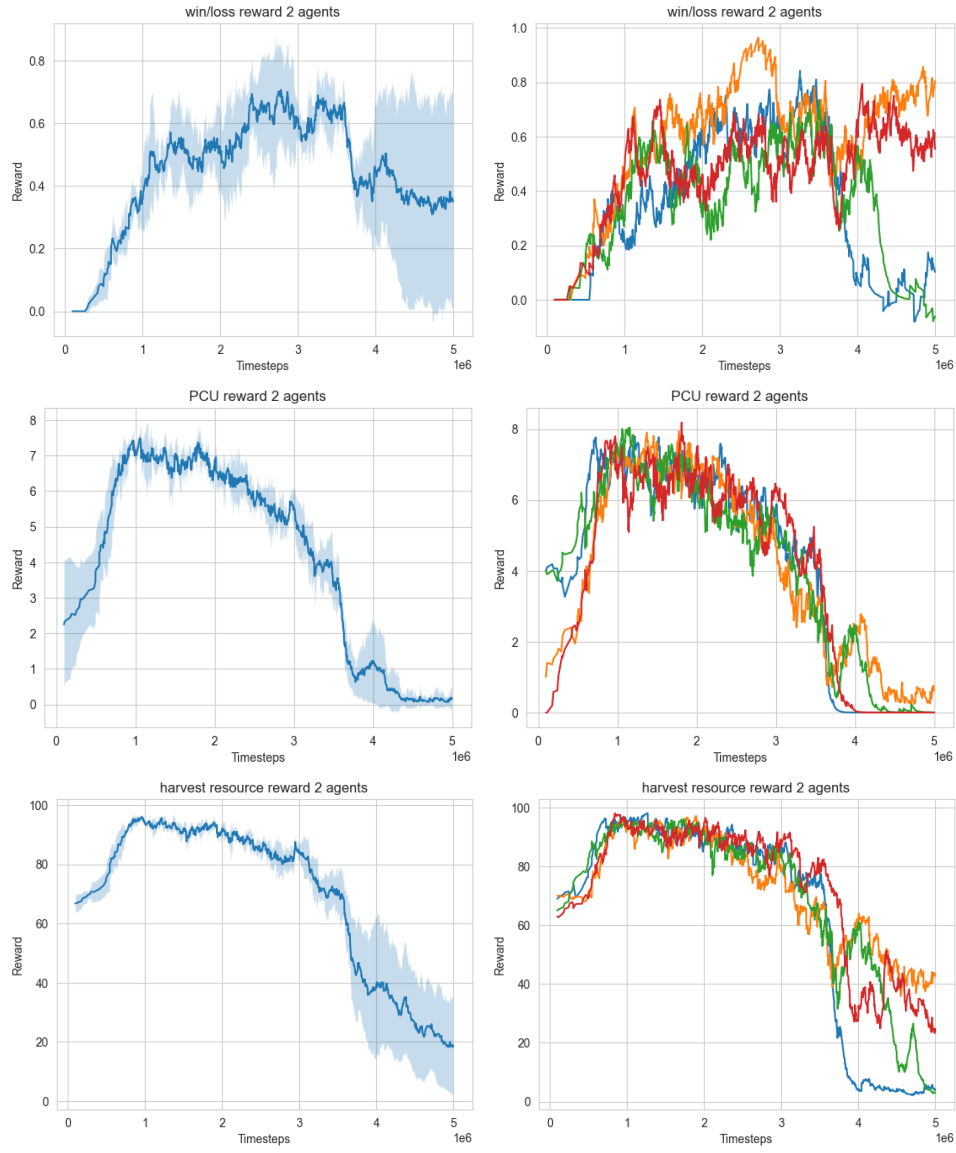 win/loss reward 2 agents
0.8
0.6
0.4
0.2
0.0
Reward
0 1 2 3 4 5
Timesteps
1e6
win/loss reward 2 agents
1.0
0.8
0.6
0.4
0.2
0.0
Reward
0 1 2 3 4 5
Timesteps
1e6
PCU reward 2 agents
8
7
6
5
4
3
2
1
0
Reward
0 1 2 3 4 5
Timesteps
1e6
PCU reward 2 agents
8
6
4
2
0
Reward
0 1 2 3 4 5
Timesteps
1e6
harvest resource reward 2 agents
100
80
60
40
20
0
Reward
0 1 2 3 4 5
Timesteps
1e6
harvest resource reward 2 agents
100
80
60
40
20
0
Reward
0 1 2 3 4 5
Timesteps
1e6